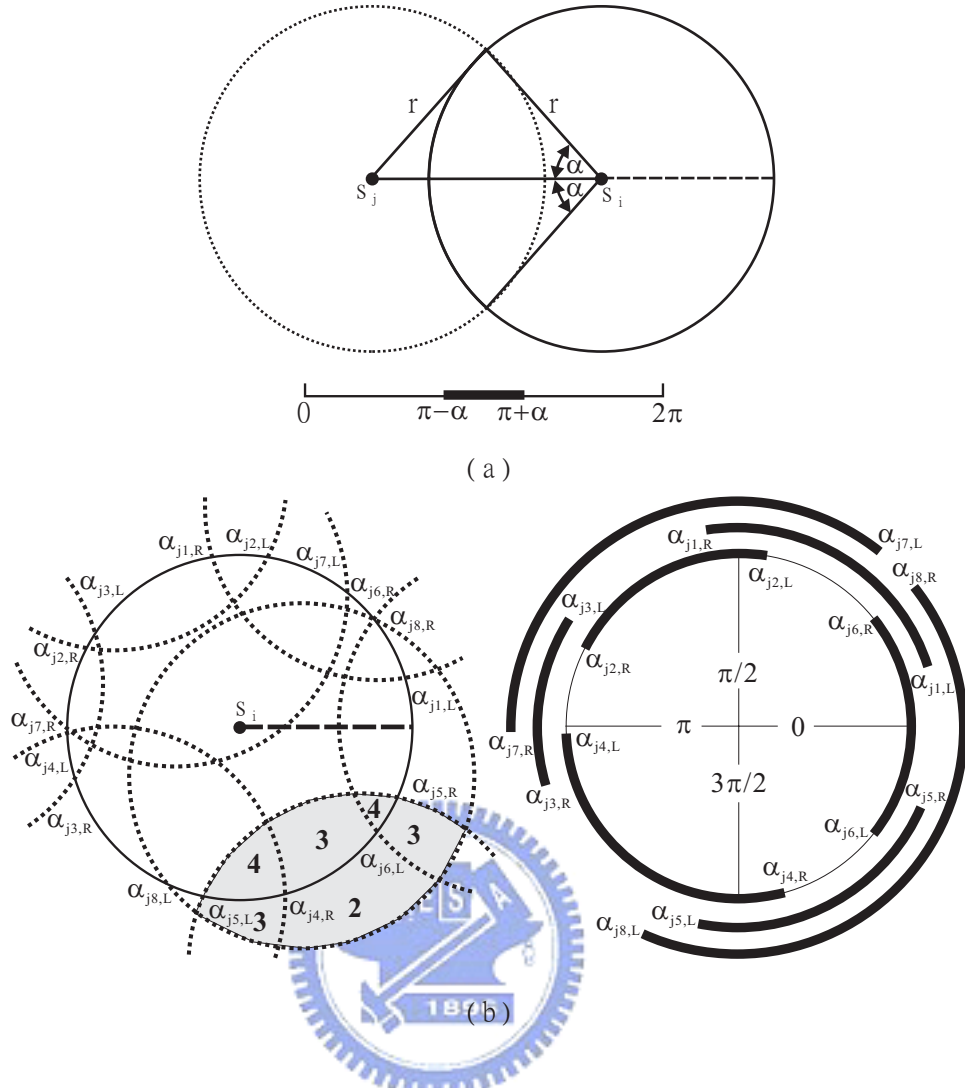 r
r
α
α
S j
S i
0
π−α
π+α
2π
(a)
α j1,R
α j2,L
α j7,L
α j3,L
α j6,R
α j8,R
α j2,R
α j1,L
S i
α j7,R
α j4,L
α j3,R
α j5,R
4
3
4
3
α j6,L
α j8,L
α j5,L
3
α j4,R
2
α j1,R
α j7,L
α j2,L
α j8,R
α j3,L
α j6,R
α j2,R
π/2
α j1,L
π
0
α j4,L
α j7,R
3π/2
α j3,R
α j5,R
α j6,L
α j4,R
α j5,L
α j8,L
E S A
1896
(b)